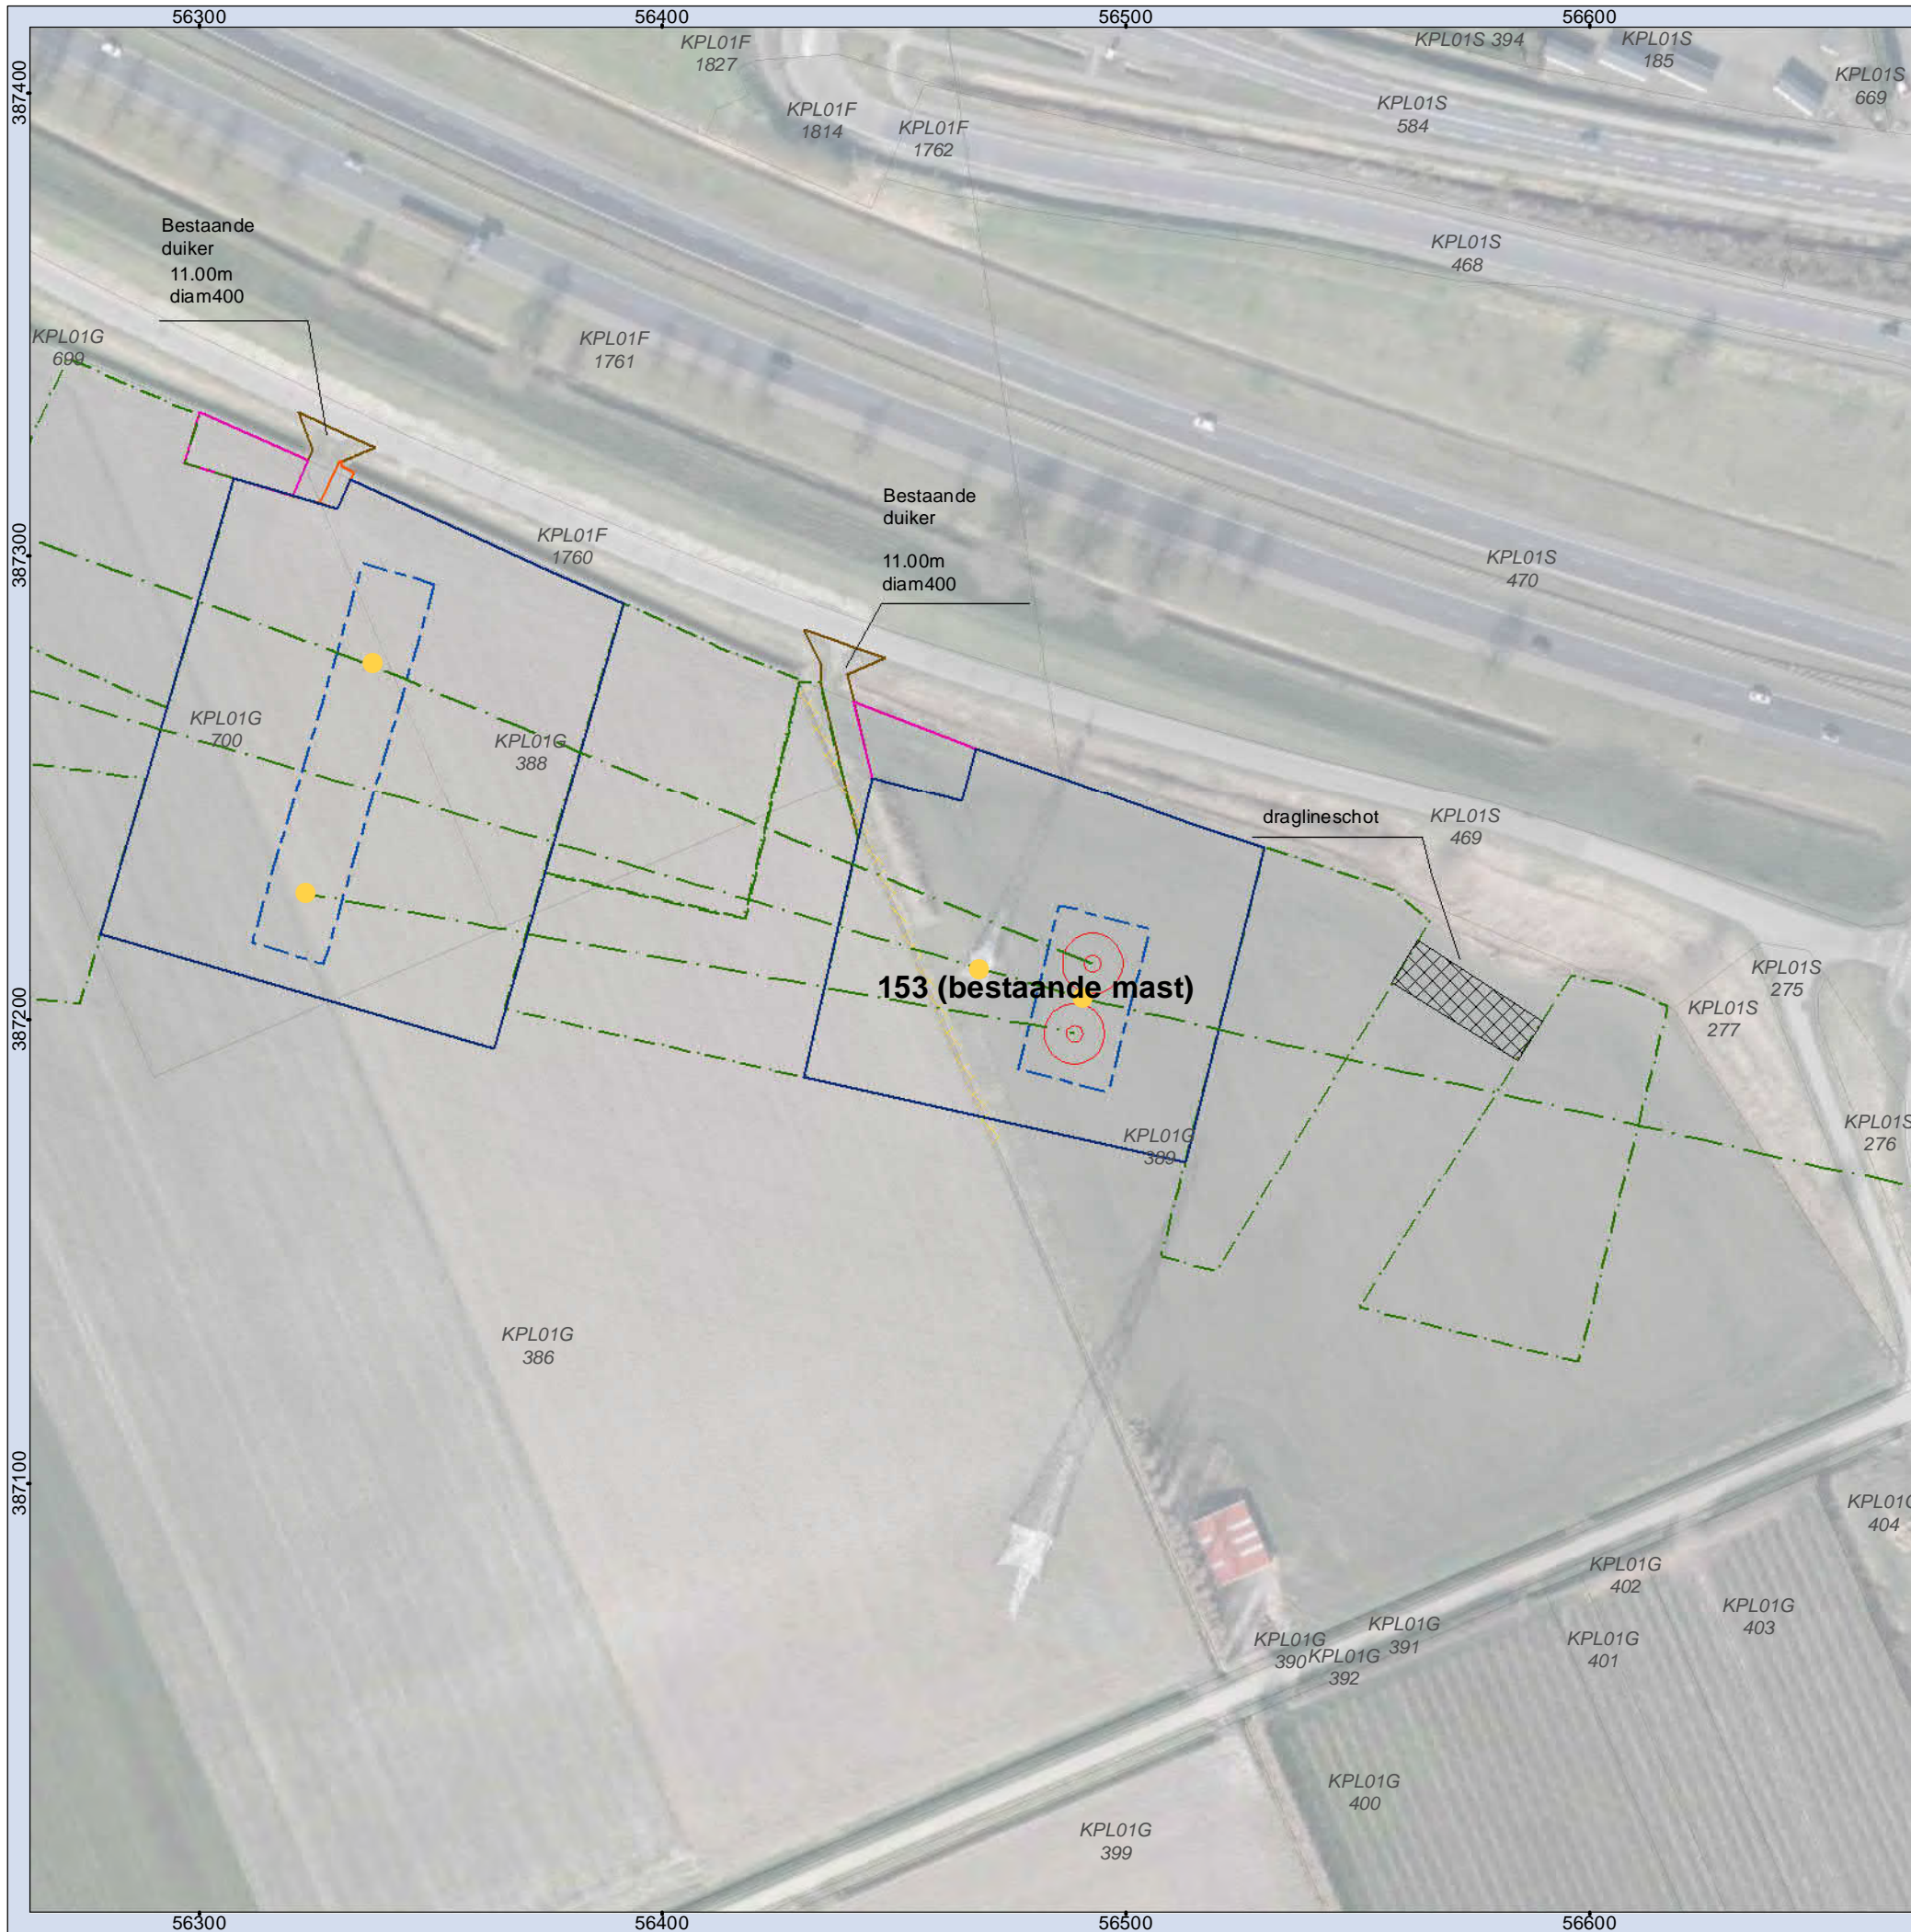 56300
56400
56500
56600
387400
387300
387200
387100
KPL01F
1827
KPL01F
1814
KPL01F
1762
KPL01S 394
KPL01S
185
KPL01S
669
KPL01S
584
KPL01S
468
Bestaande
duiker
11.00m
diam400
KPL01G
699
KPL01F
1761
KPL01F
1760
Bestaande
duiker
11.00m
diam400
KPL01S
470
KPL01G
700
KPL01G
388
draglineschot
KPL01S
469
153 (bestaande mast)
KPL01S
275
KPL01S
277
KPL01S
276
KPL01G
389
KPL01G
386
KPL01G
404
KPL01G
402
KPL01G
403
KPL01G
391
KPL01G
390
KPL01G
392
KPL01G
401
KPL01G
400
KPL01G
399
56300
56400
56500
56600